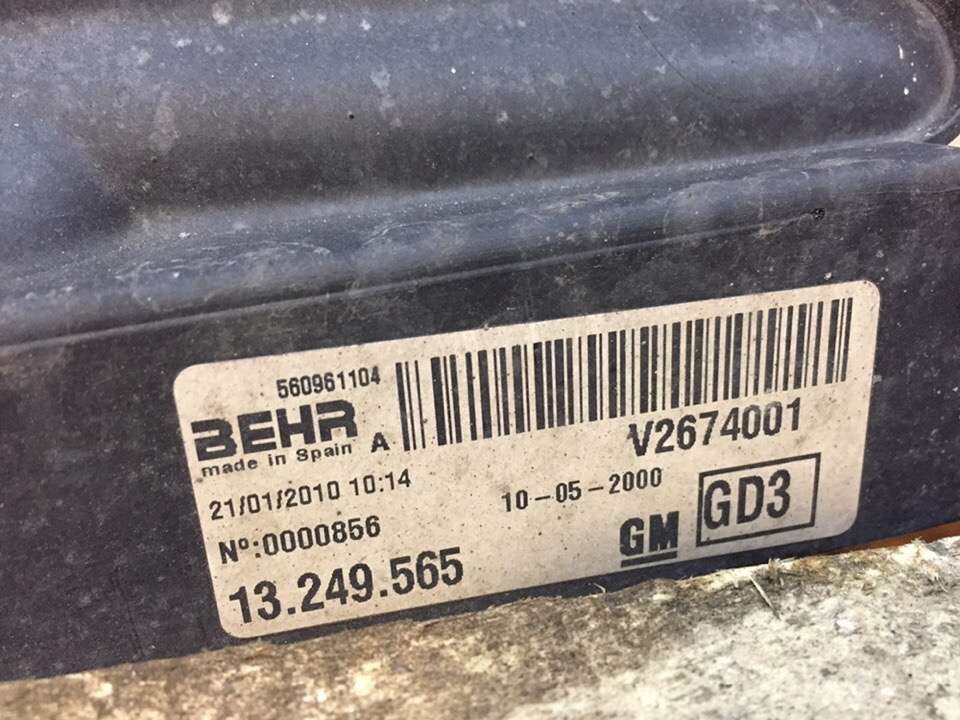 560961104
BEHR A
made in Spain
V2674001
21/01/2010 10:14
10-05-2000
Nº:0000856
GM GD3
13.249.565